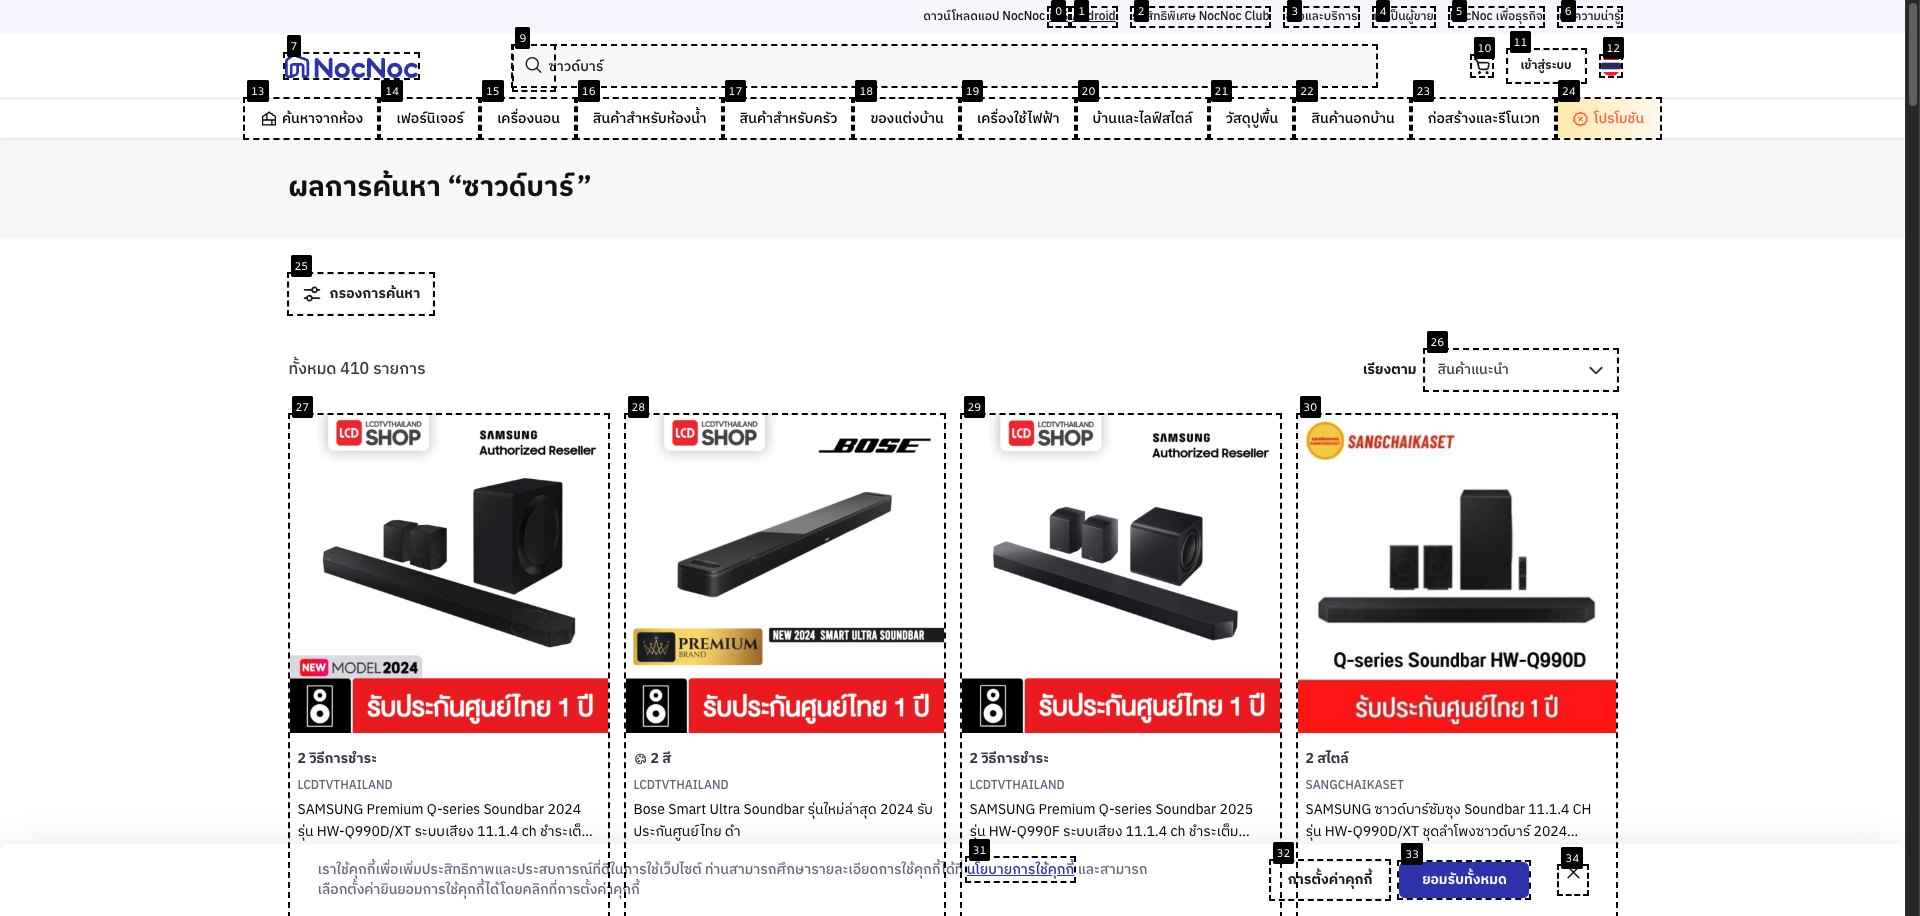 ดาวน์โหลดแอป NocNoc
NocNoc Club
และบริการ
เป็นผู้ขาย
เพื่อธุรกิจ
ความน่ารู้
NocNoc
ซาวด์บาร์
เข้าสู่ระบบ
ค้นหาจากห้อง
เฟอร์นิเจอร์
เครื่องนอน
สินค้าสำหรับห้องน้ำ
สินค้าสำหรับครัว
ของแต่งบ้าน
เครื่องใช้ไฟฟ้า
บ้านและไลฟ์สไตล์
วัสดุปูพื้น
สินค้านอกบ้าน
ก่อสร้างและรีโนเวท
โปรโมชัน
0
1
2
3
4
5
6
7
9
10
11
12
13
14
15
16
17
18
19
20
21
22
23
24
ผลการค้นหา “ซาวด์บาร์”
25
กรองการค้นหา
ทั้งหมด 410 รายการ
เรียงตาม
26
สินค้าแนะนำ
27
LCD LCDTVTHAILAND SHOP
SAMSUNG
Authorized Reseller
NEW MODEL 2024
รับประกันศูนย์ไทย 1 ปี
2 วิธีการชำระ
LCDTVTHAILAND
SAMSUNG Premium Q-series Soundbar 2024
รุ่น HW-Q990D/XT ระบบเสียง 11.1.4 ch ชำระเต็...
28
LCD LCDTVTHAILAND SHOP
BOSE
PREMIUM BRAND
NEW 2024 SMART ULTRA SOUNDBAR
รับประกันศูนย์ไทย 1 ปี
2 สี
LCDTVTHAILAND
Bose Smart Ultra Soundbar รุ่นใหม่ล่าสุด 2024 รับ
ประกันศูนย์ไทย ดำ
29
LCD LCDTVTHAILAND SHOP
SAMSUNG
Authorized Reseller
รับประกันศูนย์ไทย 1 ปี
2 วิธีการชำระ
LCDTVTHAILAND
SAMSUNG Premium Q-series Soundbar 2025
รุ่น HW-Q990F ระบบเสียง 11.1.4 ch ชำระเต็ม...
30
SANGCHAIKASET
Q-series Soundbar HW-Q990D
รับประกันศูนย์ไทย 1 ปี
2 สไตล์
SANGCHAIKASET
SAMSUNG ซาวด์บาร์ซัมซุง Soundbar 11.1.4 CH
รุ่น HW-Q990D/XT ชุดลำโพงซาวด์บาร์ 2024...
31
32
33
34
เราใช้คุกกี้เพื่อเพิ่มประสิทธิภาพและประสบการณ์ที่ดีในการใช้เว็บไซต์ ท่านสามารถศึกษารายละเอียดการใช้คุกกี้ได้ที่ นโยบายการใช้คุกกี้ และสามารถ
เลือกตั้งค่ายินยอมการใช้คุกกี้ได้โดยคลิกที่การตั้งค่าคุกกี้
การตั้งค่าคุกกี้
ยอมรับทั้งหมด